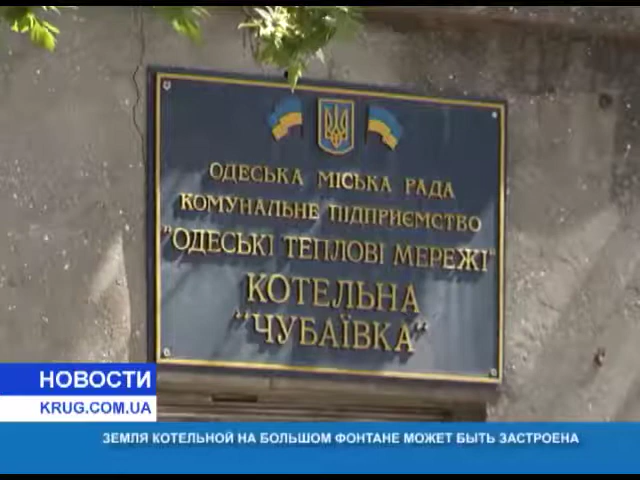 ОДЕСЬКА МІСЬКА РАДА
КОМУНАЛЬНЕ ПІДПРИЄМСТВО
"ОДЕСЬКІ ТЕПЛОВІ МЕРЕЖІ"
КОТЕЛЬНА
"ЧУБАЇВКА"
НОВОСТИ
KRUG.COM.UA
ЗЕМЛЯ КОТЕЛЬНОЙ НА БОЛЬШОМ ФОНТАНЕ МОЖЕТ БЫТЬ ЗАСТРОЕНА